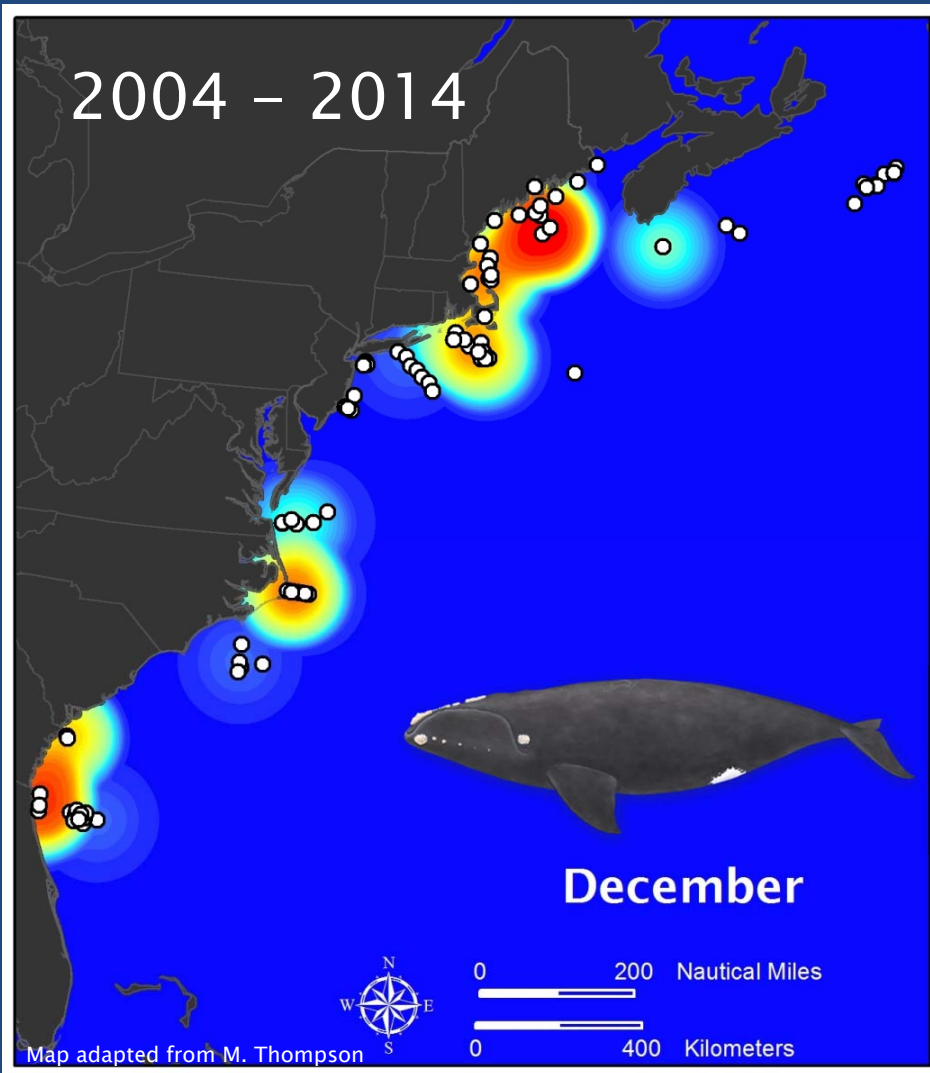 2004 – 2014
December
N
W E
S
0 200 Nautical Miles
0 400 Kilometers
Map adapted from M. Thompson